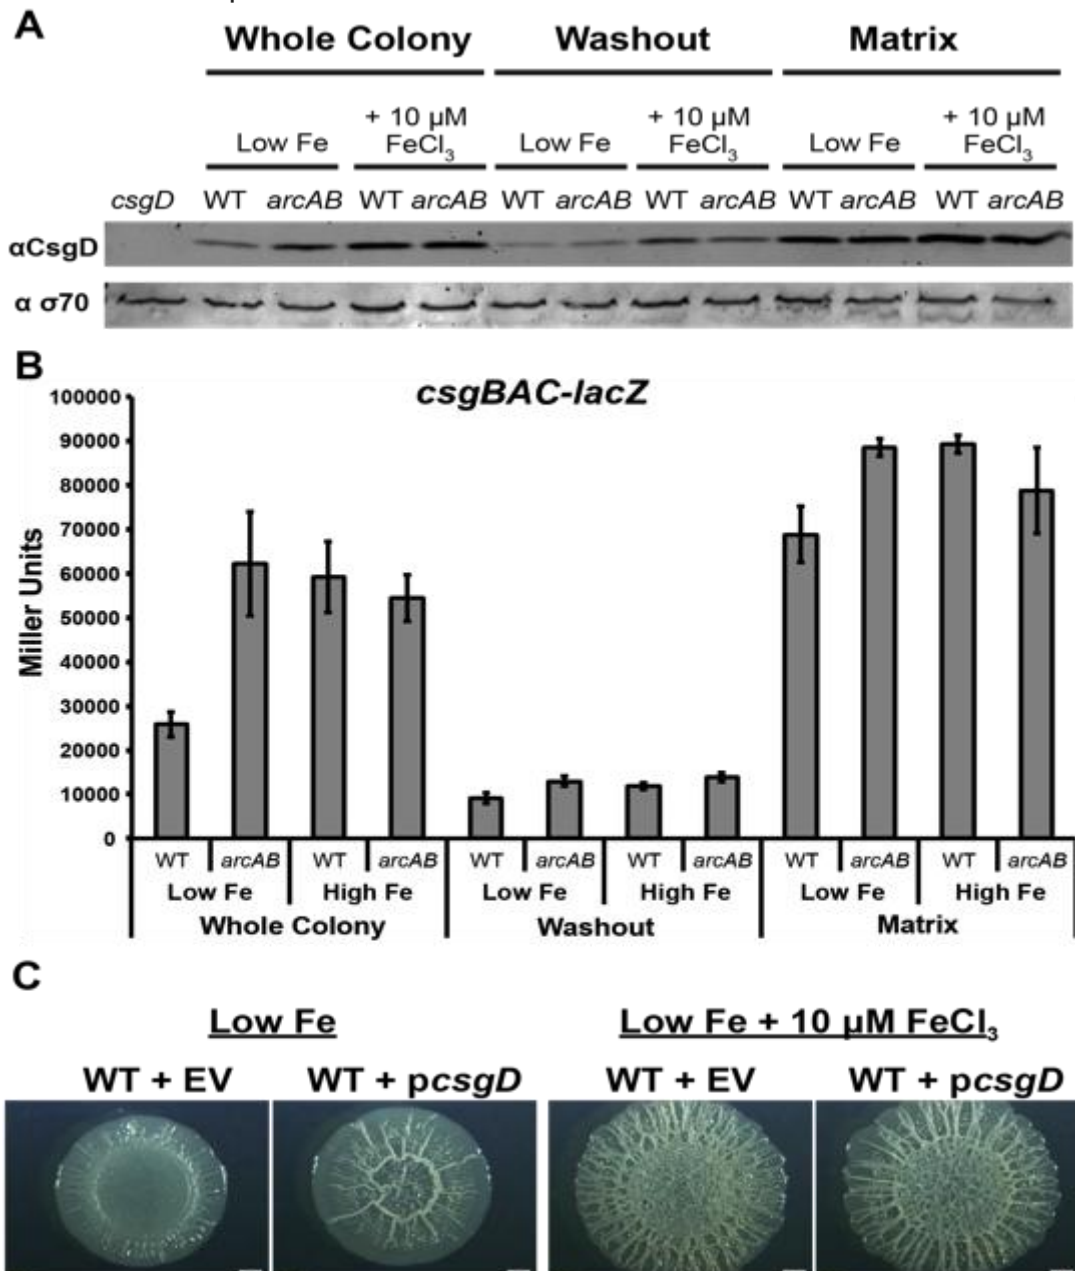 A
Whole Colony Washout Matrix
Low Fe + 10 µM FeCl₃ Low Fe + 10 µM FeCl₃ Low Fe + 10 µM FeCl₃
csgD WT arcAB WT arcAB WT arcAB WT arcAB WT arcAB WT arcAB
αCsgD
α σ70
B
csgBAC-lacZ
Miller Units
100000
90000
80000
70000
60000
50000
40000
30000
20000
10000
0
WT arcAB WT arcAB WT arcAB WT arcAB WT arcAB WT arcAB
Low Fe High Fe Low Fe High Fe Low Fe High Fe
Whole Colony Washout Matrix
C
Low Fe Low Fe + 10 µM FeCl₃
WT + EV WT + pcsgD WT + EV WT + pcsgD